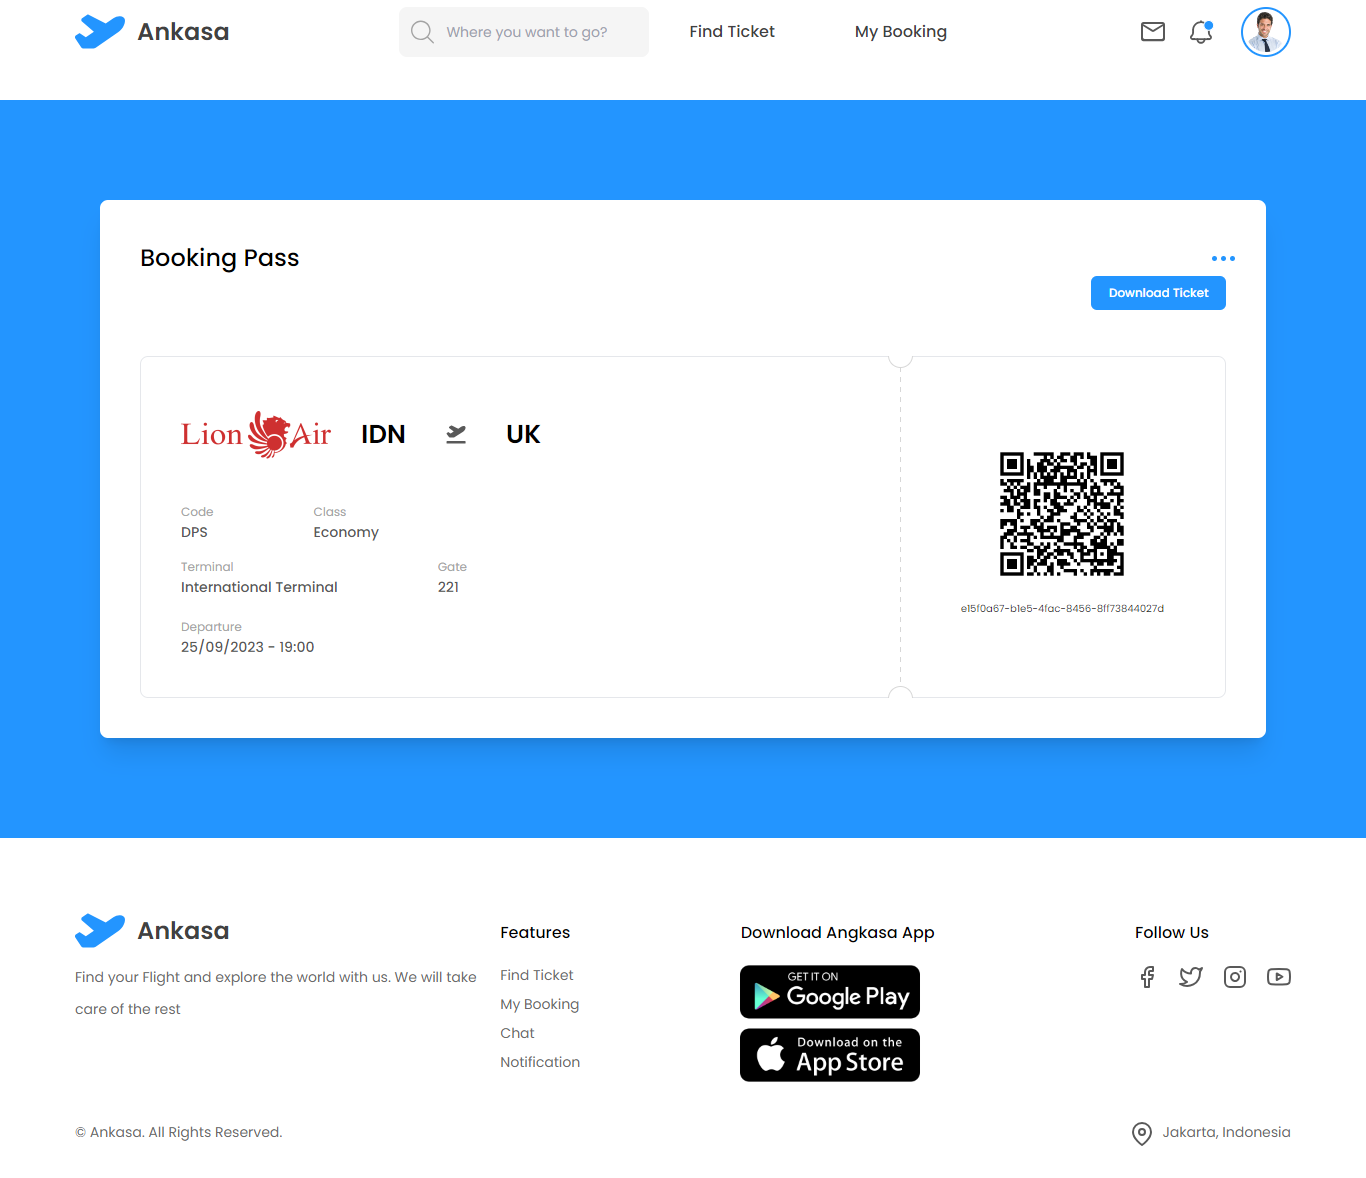 Ankasa
Where you want to go?
Find Ticket
My Booking
Booking Pass
Download Ticket
Lion Air
IDN
UK
Code
Class
DPS
Economy
Terminal
Gate
International Terminal
221
Departure
25/09/2023 - 19:00
e15f0a67-b1e5-4fac-8456-8ff73844027d
Ankasa
Find your Flight and explore the world with us. We will take
care of the rest
Features
Find Ticket
My Booking
Chat
Notification
Download Angkasa App
GET IT ON
Google Play
Download on the
App Store
Follow Us
© Ankasa. All Rights Reserved.
Jakarta, Indonesia